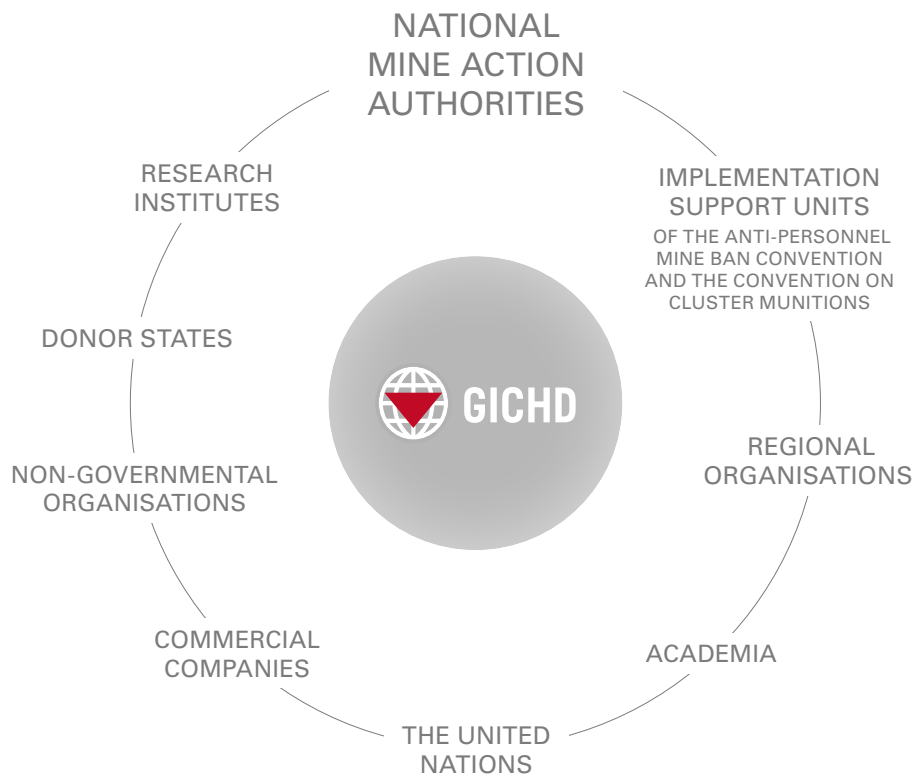 NATIONAL
MINE ACTION
AUTHORITIES
IMPLEMENTATION
SUPPORT UNITS
OF THE ANTI-PERSONNEL
MINE BAN CONVENTION
AND THE CONVENTION ON
CLUSTER MUNITIONS
REGIONAL
ORGANISATIONS
ACADEMIA
THE UNITED
NATIONS
COMMERCIAL
COMPANIES
NON-GOVERNMENTAL
ORGANISATIONS
DONOR STATES
RESEARCH
INSTITUTES
GICHD